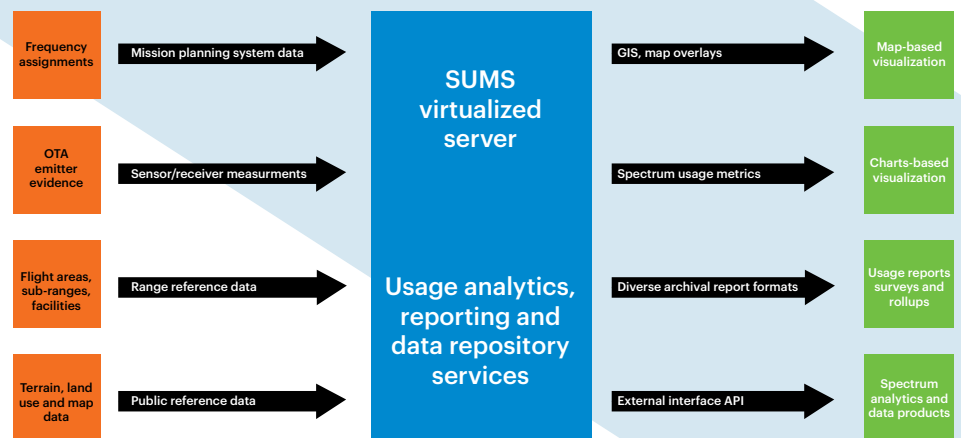 Frequency
assignments
Mission planning system data
SUMS
virtualized
server
GIS, map overlays
Map-based
visualization
OTA
emitter
evidence
Sensor/receiver measurments
Spectrum usage metrics
Charts-based
visualization
Flight areas,
sub-ranges,
facilities
Range reference data
Usage analytics,
reporting and
data repository
services
Diverse archival report formats
Usage reports
surveys and
rollups
Terrain, land
use and map
data
Public reference data
External interface API
Spectrum
analytics and
data products